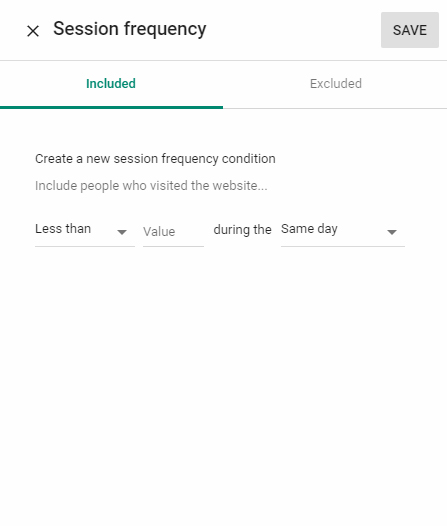 Session frequency SAVE
Included Excluded
Create a new session frequency condition
Include people who visited the website...
Less than Value during the Same day